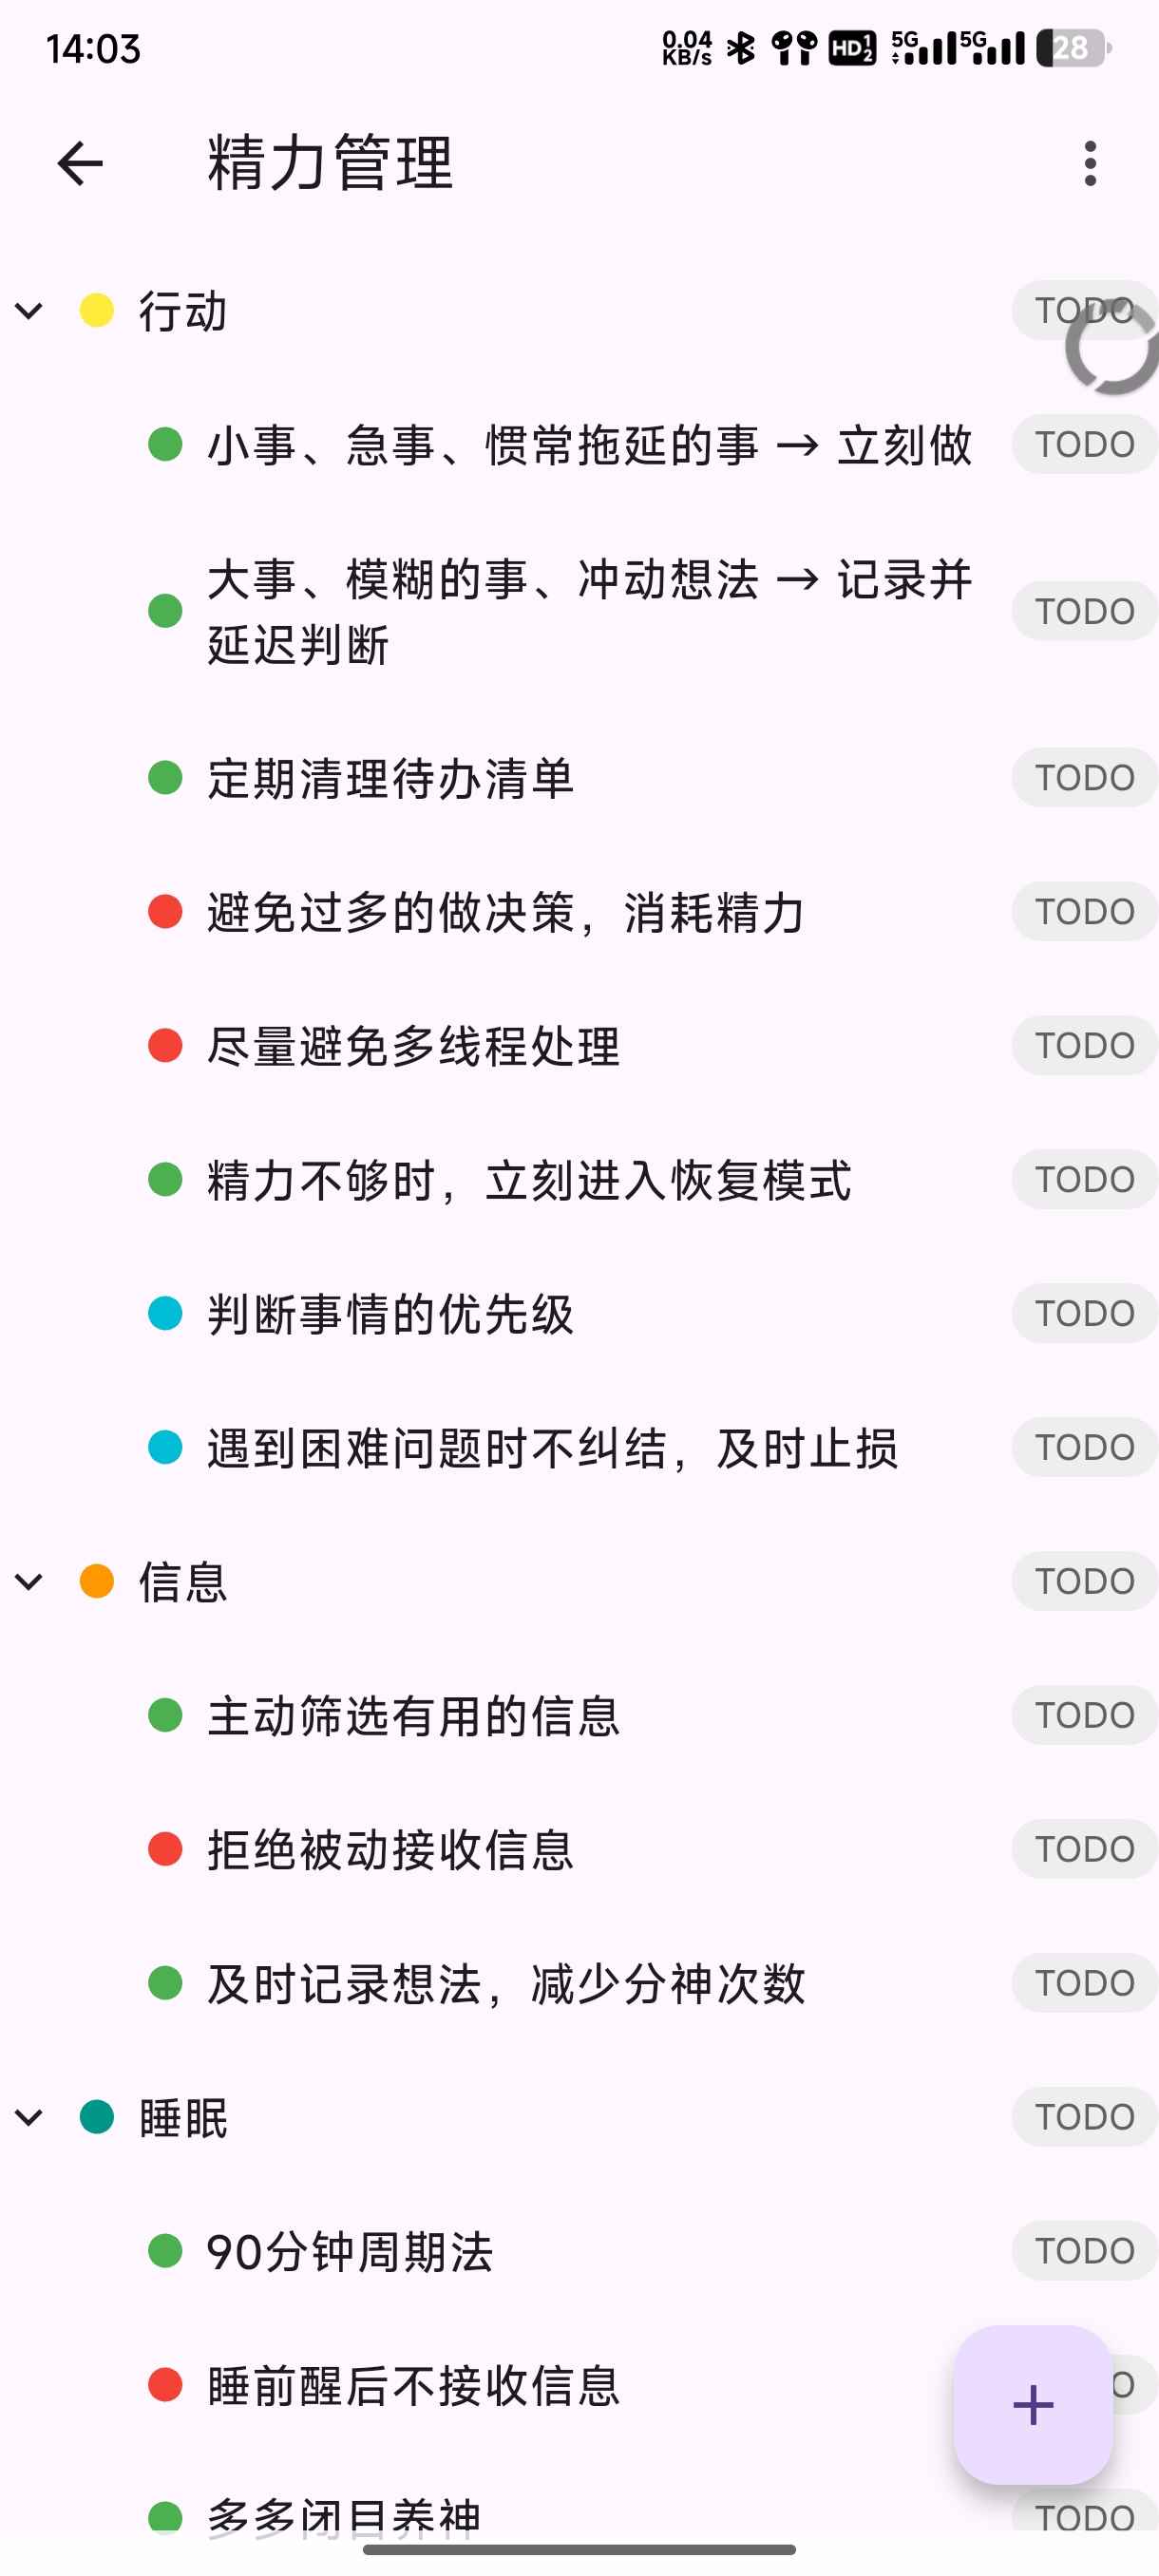 14:03
0.04 KB/s HD 1 2 5G 5G 28
精力管理
行动 TODO
小事、急事、惯常拖延的事 → 立刻做 TODO
大事、模糊的事、冲动想法 → 记录并
延迟判断 TODO
定期清理待办清单 TODO
避免过多的做决策，消耗精力 TODO
尽量避免多线程处理 TODO
精力不够时，立刻进入恢复模式 TODO
判断事情的优先级 TODO
遇到困难问题时不纠结，及时止损 TODO
信息 TODO
主动筛选有用的信息 TODO
拒绝被动接收信息 TODO
及时记录想法，减少分神次数 TODO
睡眠 TODO
90分钟周期法 TODO
睡前醒后不接收信息 O
多多闭目养神 TODO